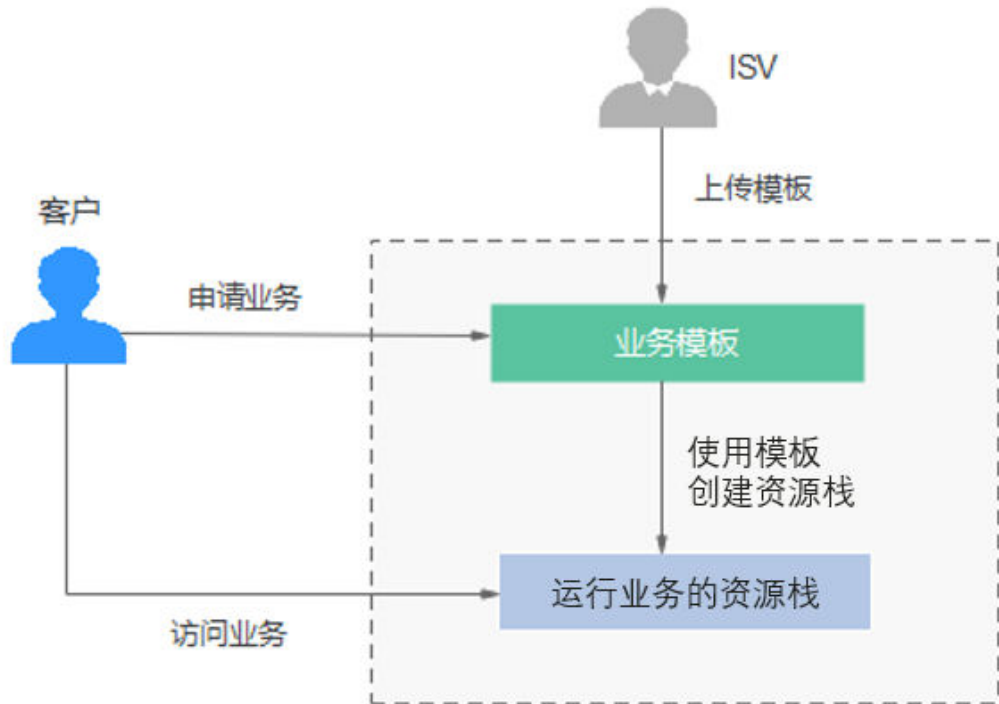 ISV
上传模板
客户
申请业务
业务模板
使用模板
创建资源栈
运行业务的资源栈
访问业务